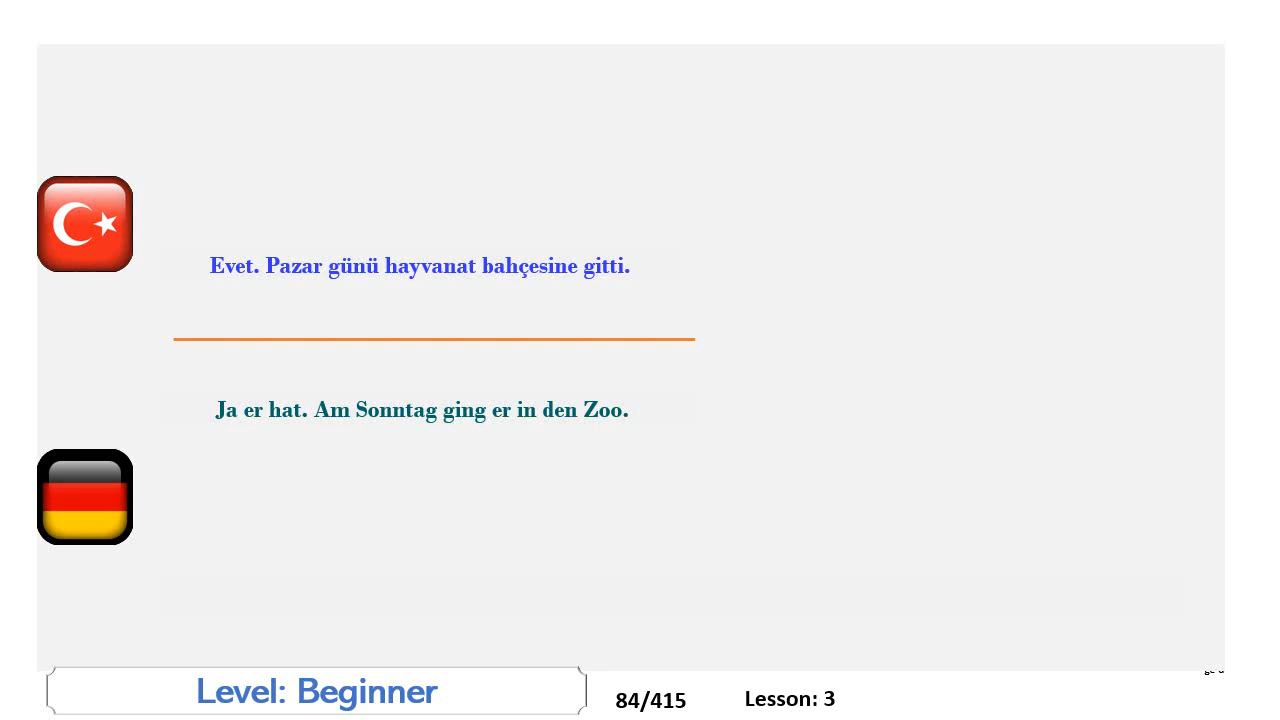 Evet. Pazar günü hayvanat bahçesine gitti.
Ja er hat. Am Sonntag ging er in den Zoo.
Level: Beginner
84/415
Lesson: 3